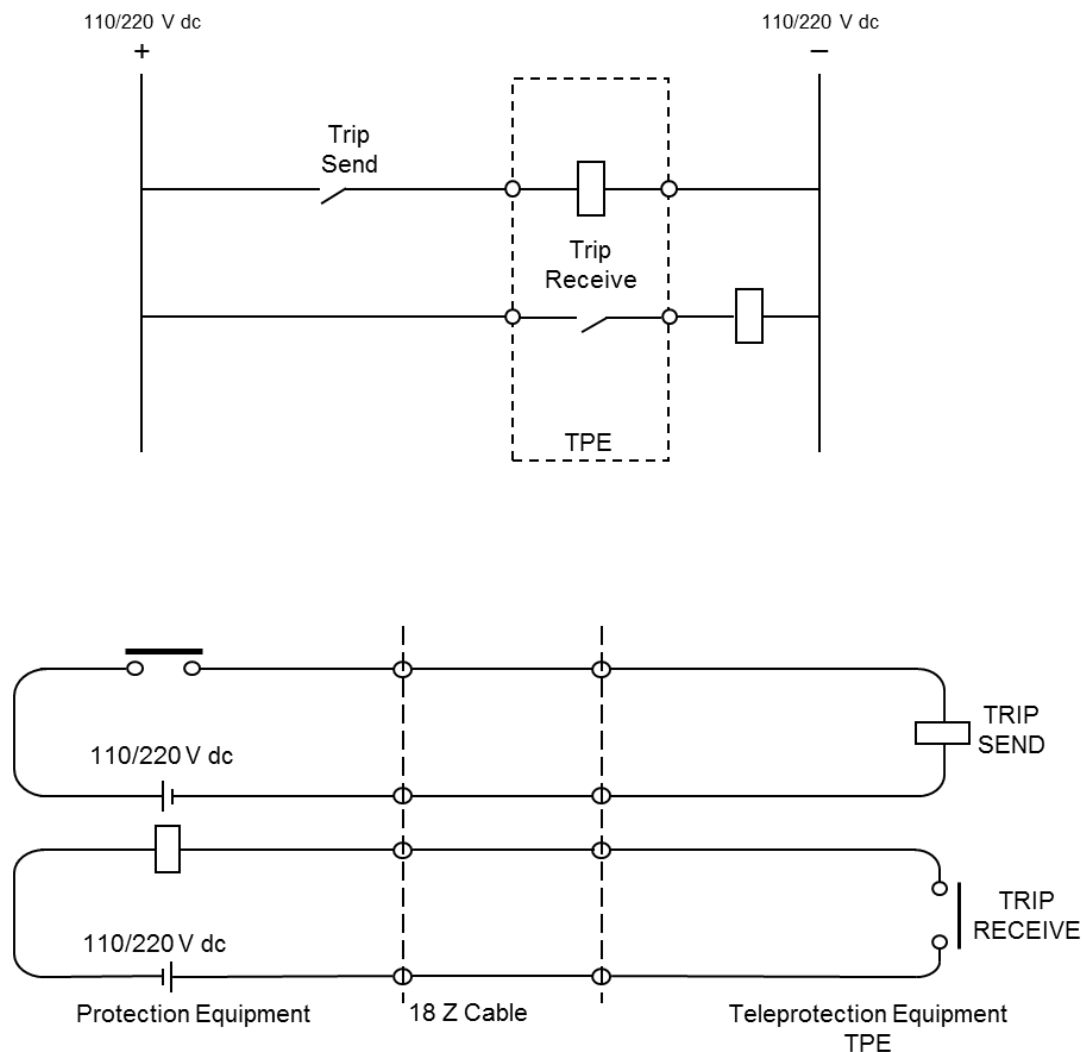 110/220 V dc
+
110/220 V dc
–
Trip
Send
Trip
Receive
TPE
110/220 V dc
TRIP
SEND
110/220 V dc
TRIP
RECEIVE
Protection Equipment
18 Z Cable
Teleprotection Equipment
TPE